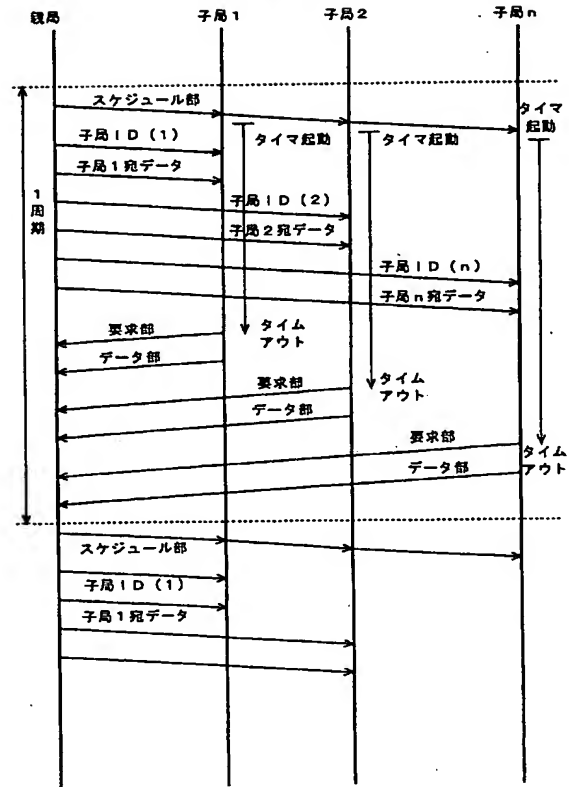 親局
子局1
子局2
子局n
スケジュール部
タイマ
起動
タイマ起動
タイマ起動
子局ID(1)
子局1宛データ
1
周
期
子局ID(2)
子局2宛データ
子局ID(n)
子局n宛データ
要求部
タイム
アウト
データ部
要求部
タイム
アウト
データ部
要求部
タイム
アウト
データ部
スケジュール部
子局ID(1)
子局1宛データ